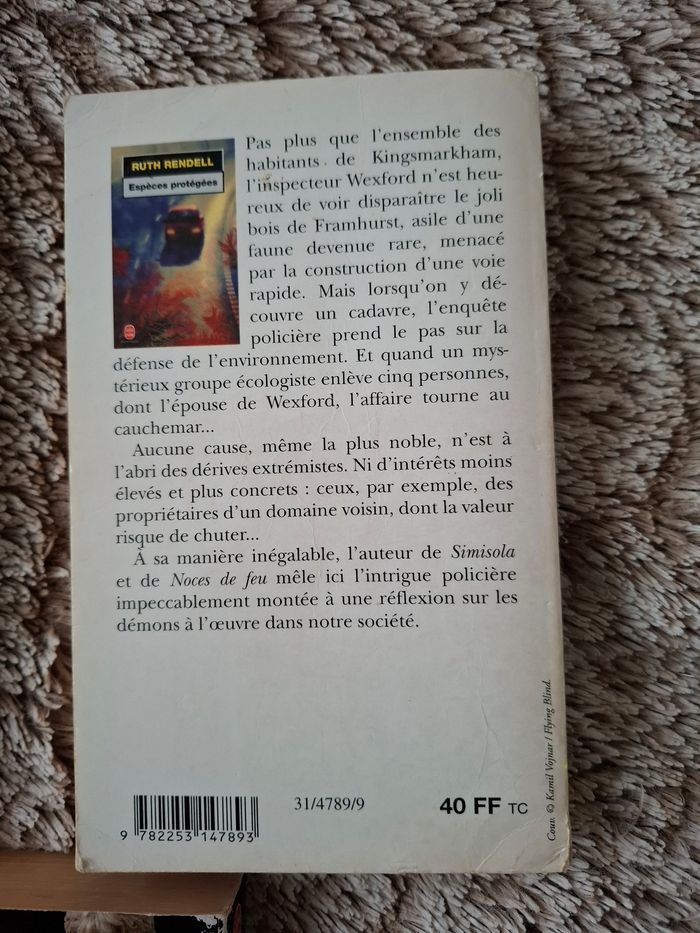 RUTH RENDELL
Espèces protégées
Pas plus que l'ensemble des
habitants de Kingsmarkham,
l'inspecteur Wexford n'est heu-
reux de voir disparaître le joli
bois de Framhurst, asile d'une
faune devenue rare, menacé
par la construction d'une voie
rapide. Mais lorsqu'on y dé-
couvre un cadavre, l'enquête
policière prend le pas sur la
défense de l'environnement. Et quand un mys-
térieux groupe écologiste enlève cinq personnes,
dont l'épouse de Wexford, l'affaire tourne au
cauchemar...
Aucune cause, même la plus noble, n'est à
l'abri des dérives extrémistes. Ni d'intérêts moins
élevés et plus concrets : ceux, par exemple, des
propriétaires d'un domaine voisin, dont la valeur
risque de chuter...
À sa manière inégalable, l'auteur de Simisola
et de Noces de feu mêle ici l'intrigue policière
impeccablement montée à une réflexion sur les
démons à l'œuvre dans notre société.
Couv. © Kamil Vojnar / Flying Blind.
31/4789/9
40 FF TC
9 782253 147893